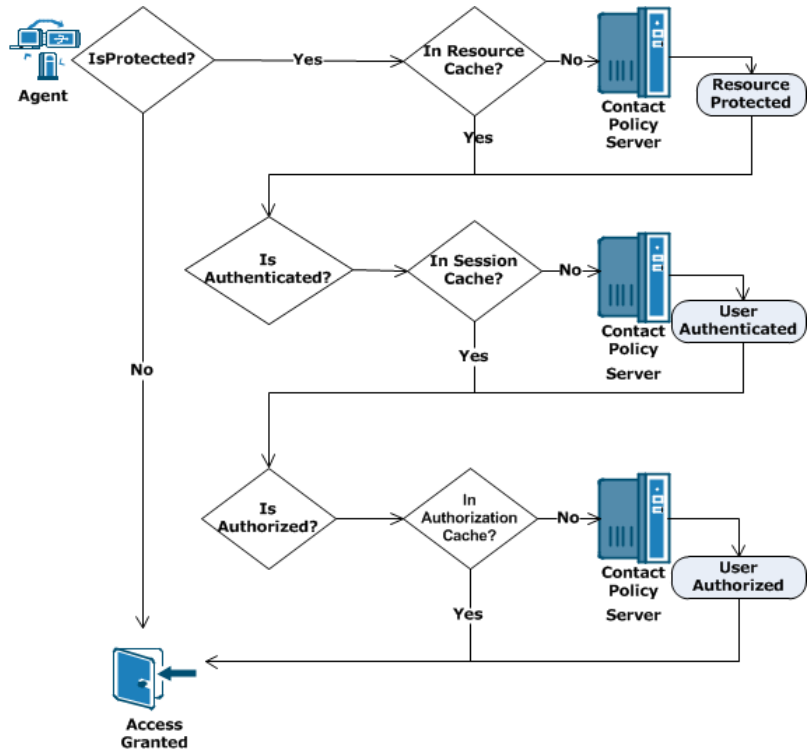 Agent
IsProtected?
Yes
In Resource
Cache?
No
Contact
Policy
Server
Resource
Protected
Yes
Is
Authenticated?
In Session
Cache?
No
Contact
Policy
Server
User
Authenticated
Yes
No
Is
Authorized?
In
Authorization
Cache?
No
Contact
Policy
Server
User
Authorized
Yes
Access
Granted